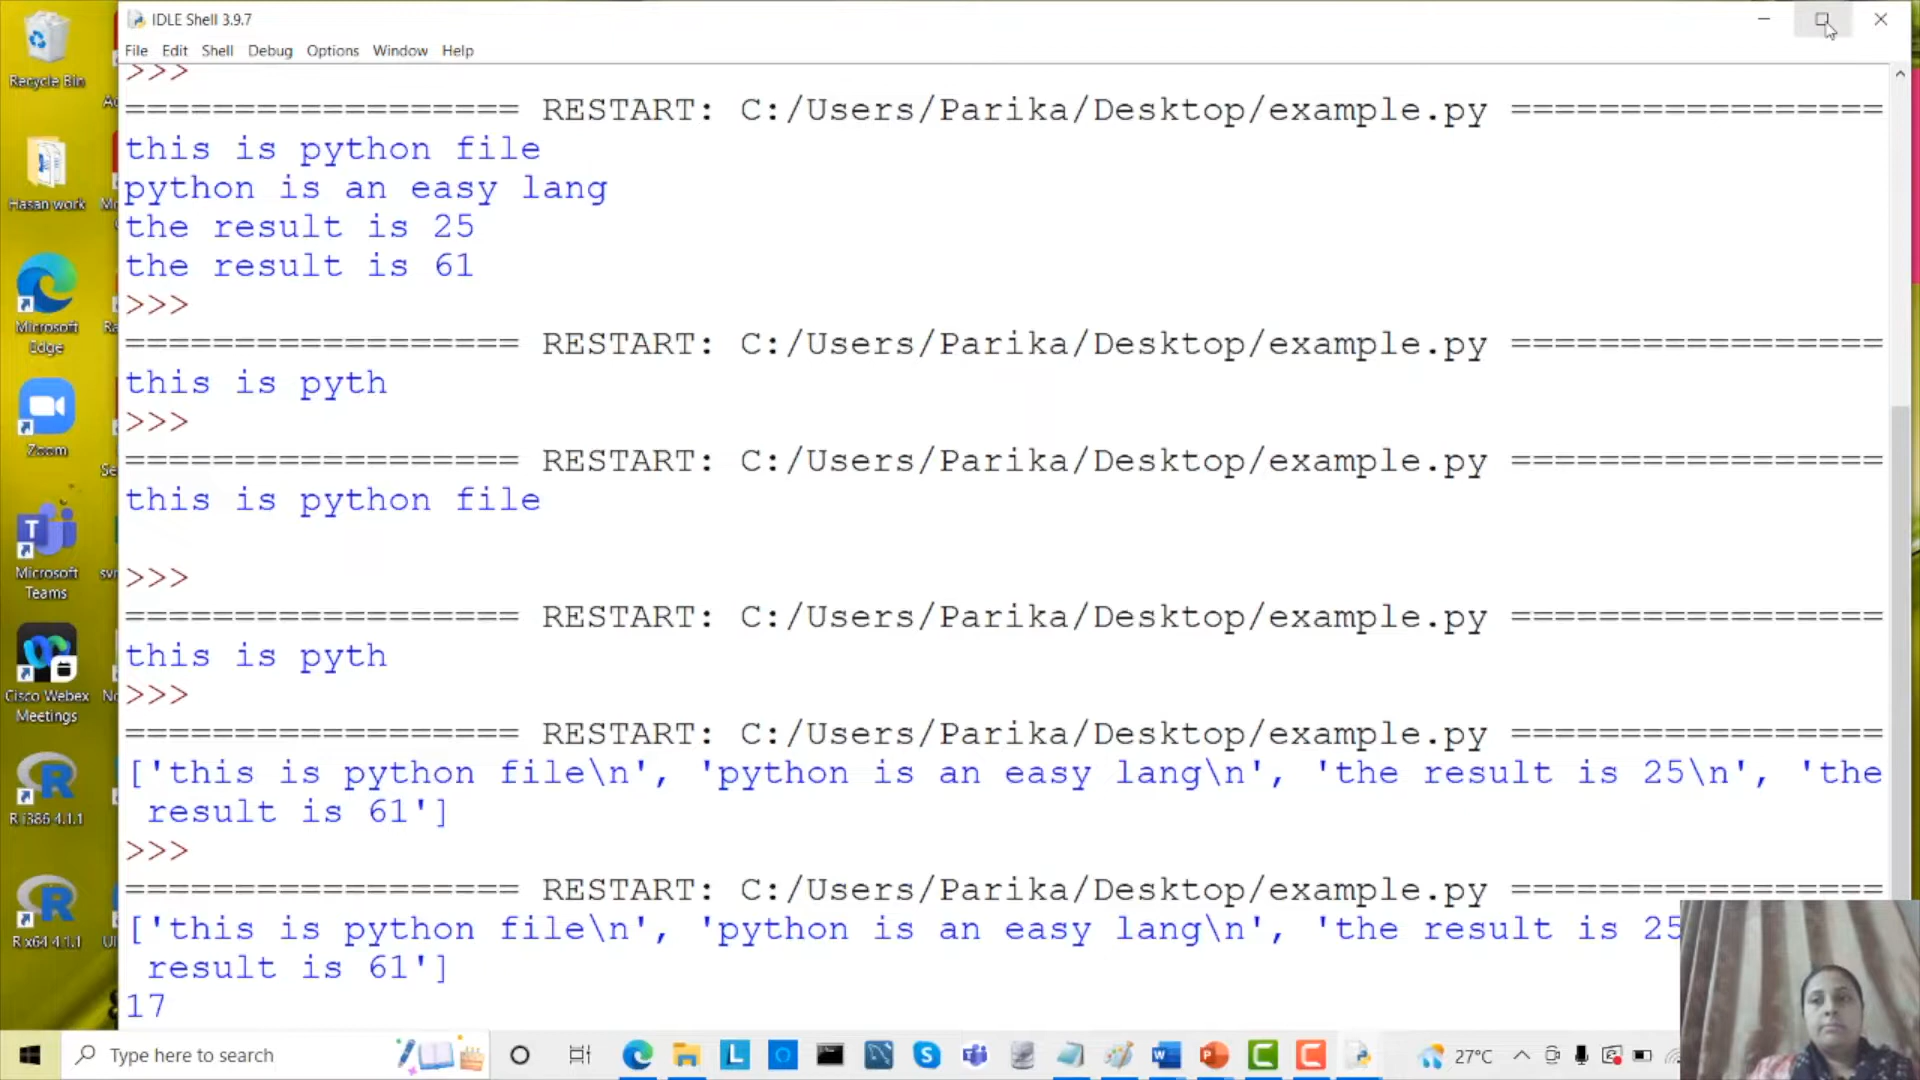 IDLE Shell 3.9.7
File Edit Shell Debug Options Window Help
>>>
================== RESTART: C:/Users/Parika/Desktop/example.py =================
this is python file
python is an easy lang
the result is 25
the result is 61
>>>
================== RESTART: C:/Users/Parika/Desktop/example.py =================
this is pyth
>>>
================== RESTART: C:/Users/Parika/Desktop/example.py =================
this is python file
>>>
================== RESTART: C:/Users/Parika/Desktop/example.py =================
this is pyth
>>>
================== RESTART: C:/Users/Parika/Desktop/example.py =================
['this is python file\n', 'python is an easy lang\n', 'the result is 25\n', 'the
 result is 61']
>>>
================== RESTART: C:/Users/Parika/Desktop/example.py =================
['this is python file\n', 'python is an easy lang\n', 'the result is 25
 result is 61']
17
Recycle Bin
Hasan work
Microsoft
Edge
Zoom
Microsoft
Teams
Cisco Webex
Meetings
R i386 4.1.1
R x64 4.1.1
Type here to search
27°C